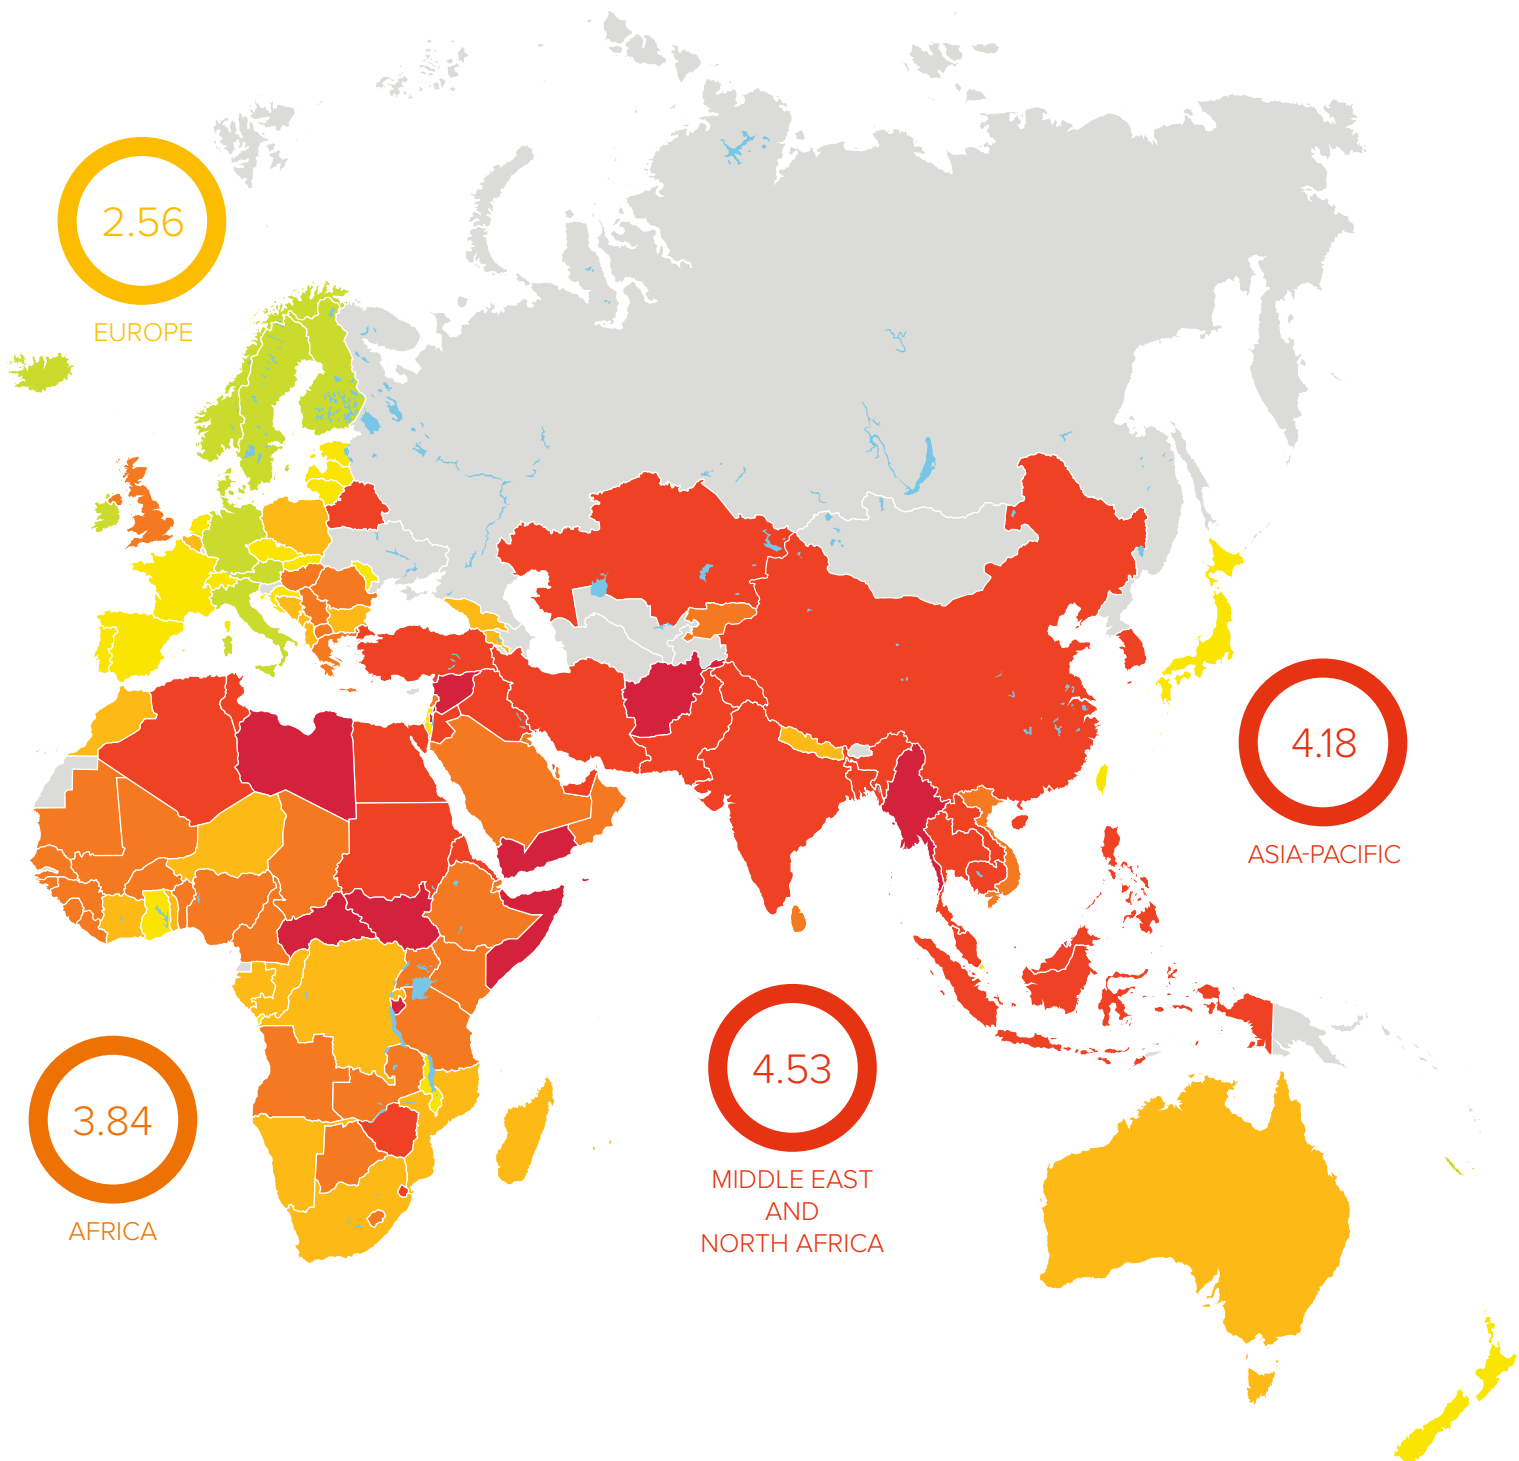 2.56
EUROPE
4.18
ASIA-PACIFIC
4.53
MIDDLE EAST
AND
NORTH AFRICA
3.84
AFRICA